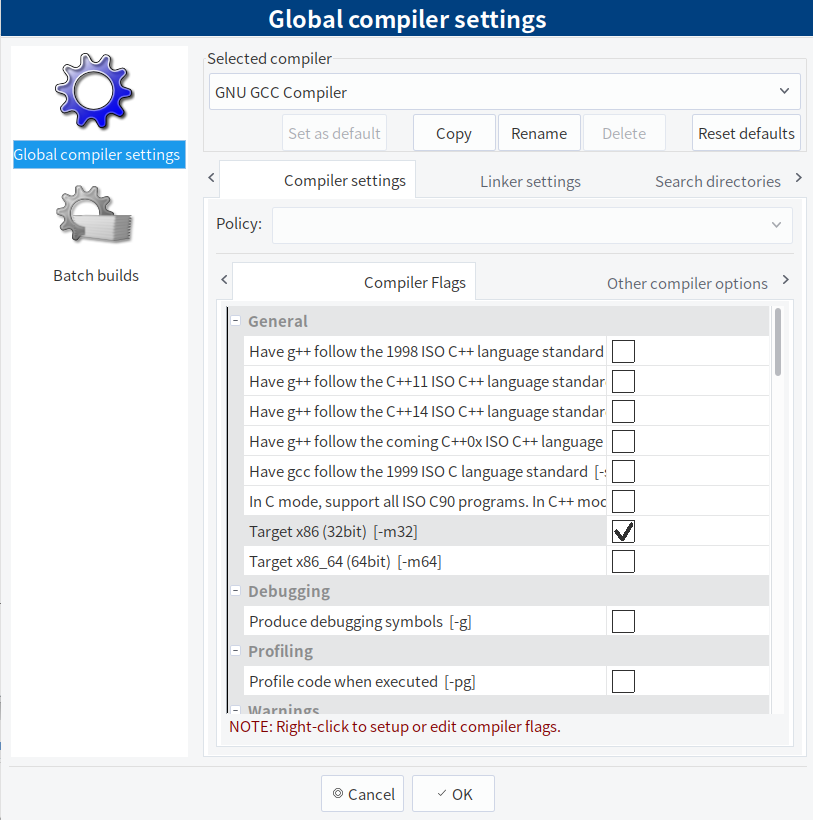 Global compiler settings
Global compiler settings
Batch builds
Selected compiler
GNU GCC Compiler
Set as default
Copy
Rename
Delete
Reset defaults
Compiler settings
Linker settings
Search directories
Policy:
Compiler Flags
Other compiler options
General
Have g++ follow the 1998 ISO C++ language standard
Have g++ follow the C++11 ISO C++ language standar
Have g++ follow the C++14 ISO C++ language standar
Have g++ follow the coming C++0x ISO C++ language
Have gcc follow the 1999 ISO C language standard [-s
In C mode, support all ISO C90 programs. In C++ mod
Target x86 (32bit) [-m32]
Target x86_64 (64bit) [-m64]
Debugging
Produce debugging symbols [-g]
Profiling
Profile code when executed [-pg]
Warnings
NOTE: Right-click to setup or edit compiler flags.
Cancel
OK